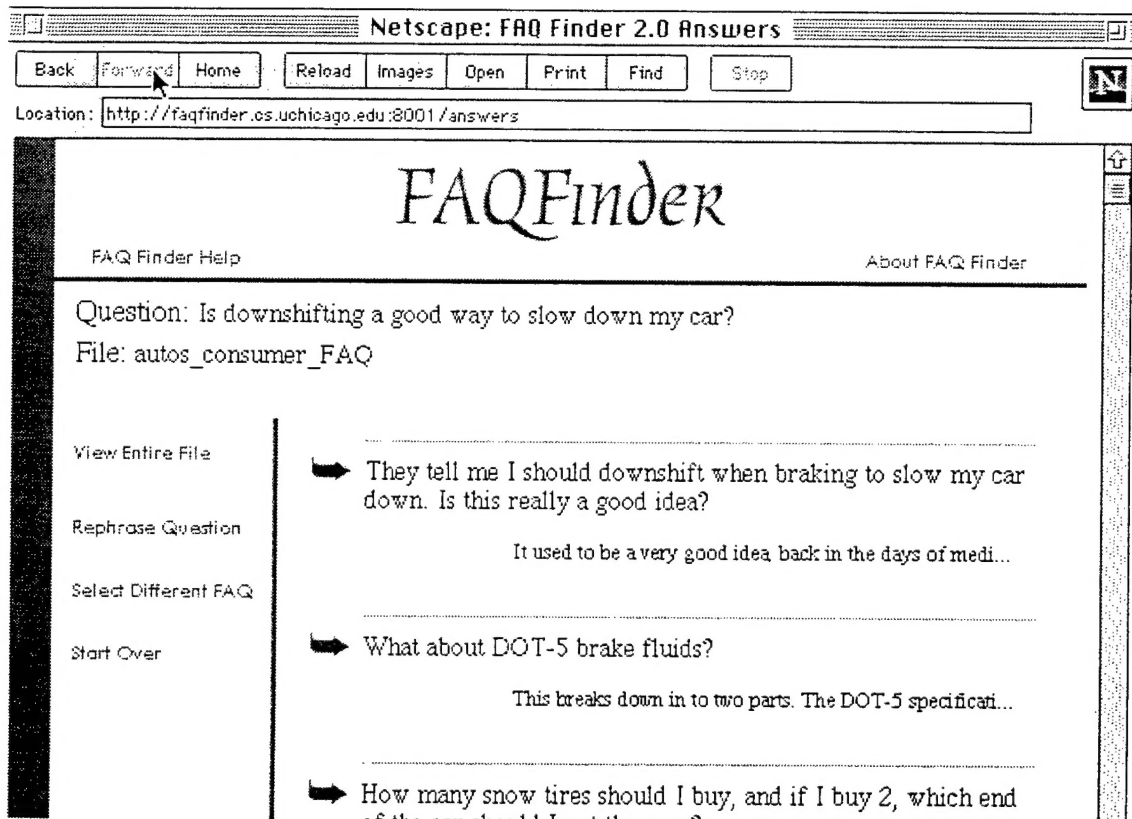 Netscape: FAQ Finder 2.0 Answers
Back Forward Home Reload Images Open Print Find Stop
N
Location: http://faqfinder.cs.uchicago.edu:8001/answers
FAQFinder
FAQ Finder Help About FAQ Finder
Question: Is downshifting a good way to slow down my car?
File: autos_consumer_FAQ
View Entire File
Rephrase Question
Select Different FAQ
Start Over
They tell me I should downshift when braking to slow my car
down. Is this really a good idea?
It used to be a very good idea back in the days of medi...
What about DOT-5 brake fluids?
This breaks down in to two parts. The DOT-5 specificati...
How many snow tires should I buy, and if I buy 2, which end